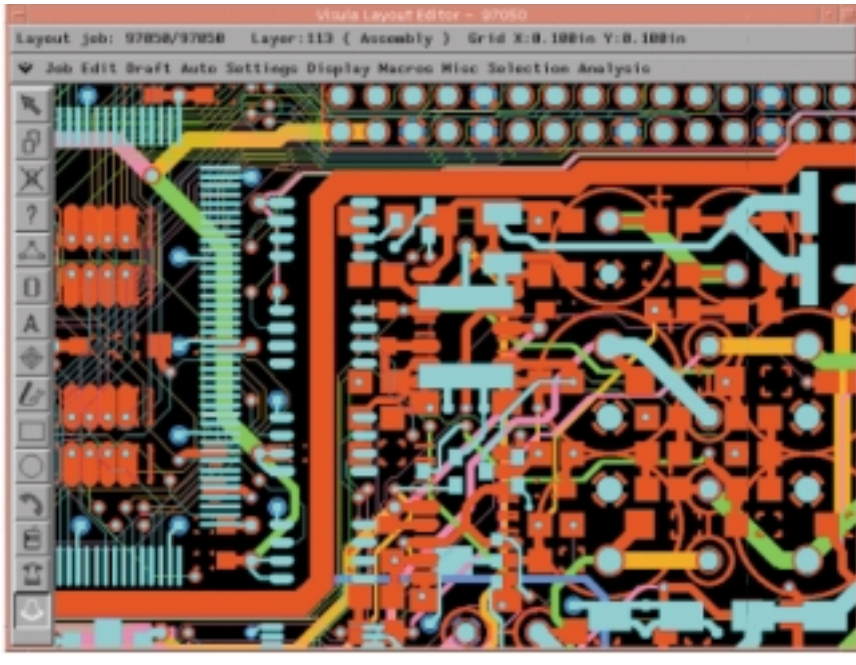 Visula Layout Editor - 97050
Layout job: 97050/97050 Layer:113 ( Assembly ) Grid X:0.100in Y:0.100in
Job Edit Draft Auto Settings Display Macros Misc Selection Analysis
?
A